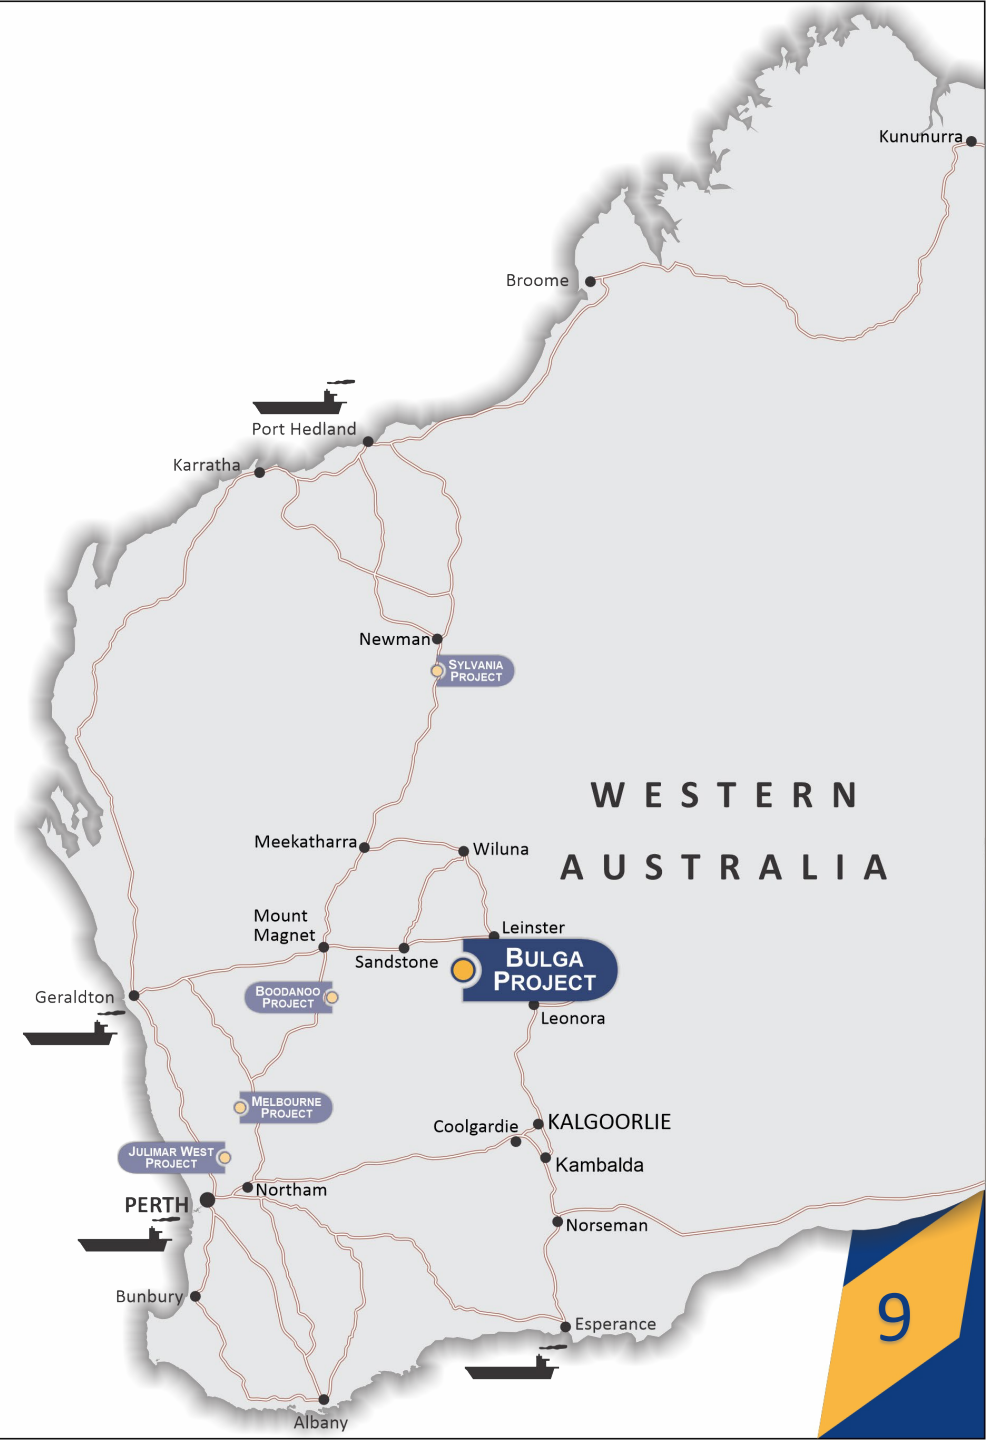 Kununurra
Broome
Port Hedland
Karratha
Newman
SYLVANIA
PROJECT
WESTERN
AUSTRALIA
Meekatharra
Wiluna
Mount
Magnet
Leinster
Sandstone
BULGA
PROJECT
BOODANOO
PROJECT
Geraldton
Leonora
MELBOURNE
PROJECT
Coolgardie
KALGOORLIE
JULIMAR WEST
PROJECT
Kambalda
Northam
PERTH
Norseman
Bunbury
Esperance
9
Albany